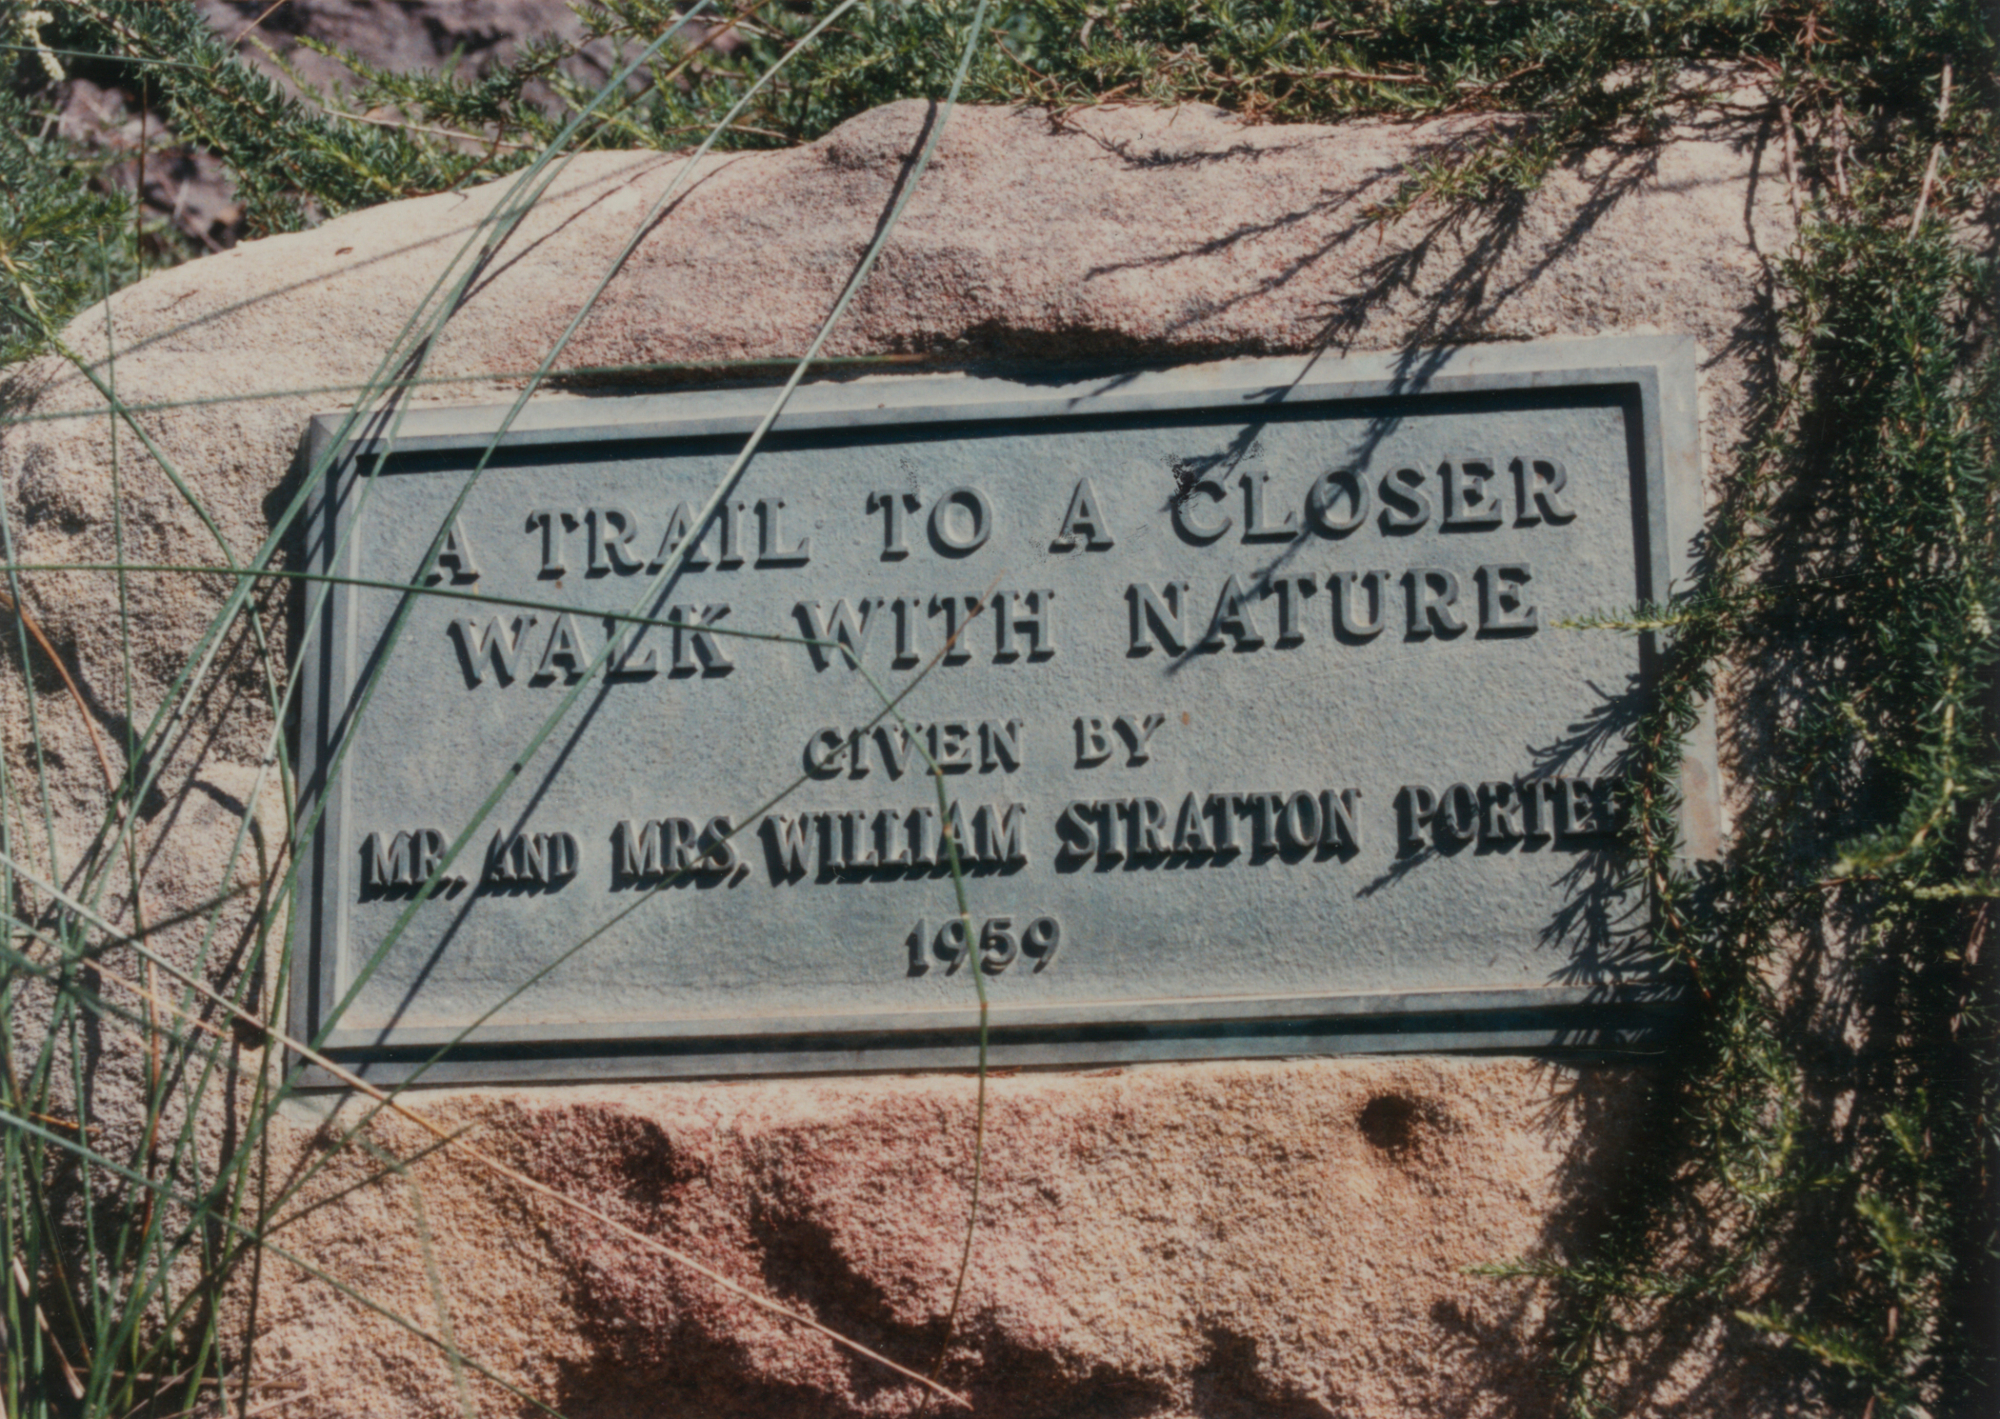 A TRAIL TO A CLOSER
WALK WITH NATURE
GIVEN BY
MR. AND MRS. WILLIAM STRATTON PORTER
1959